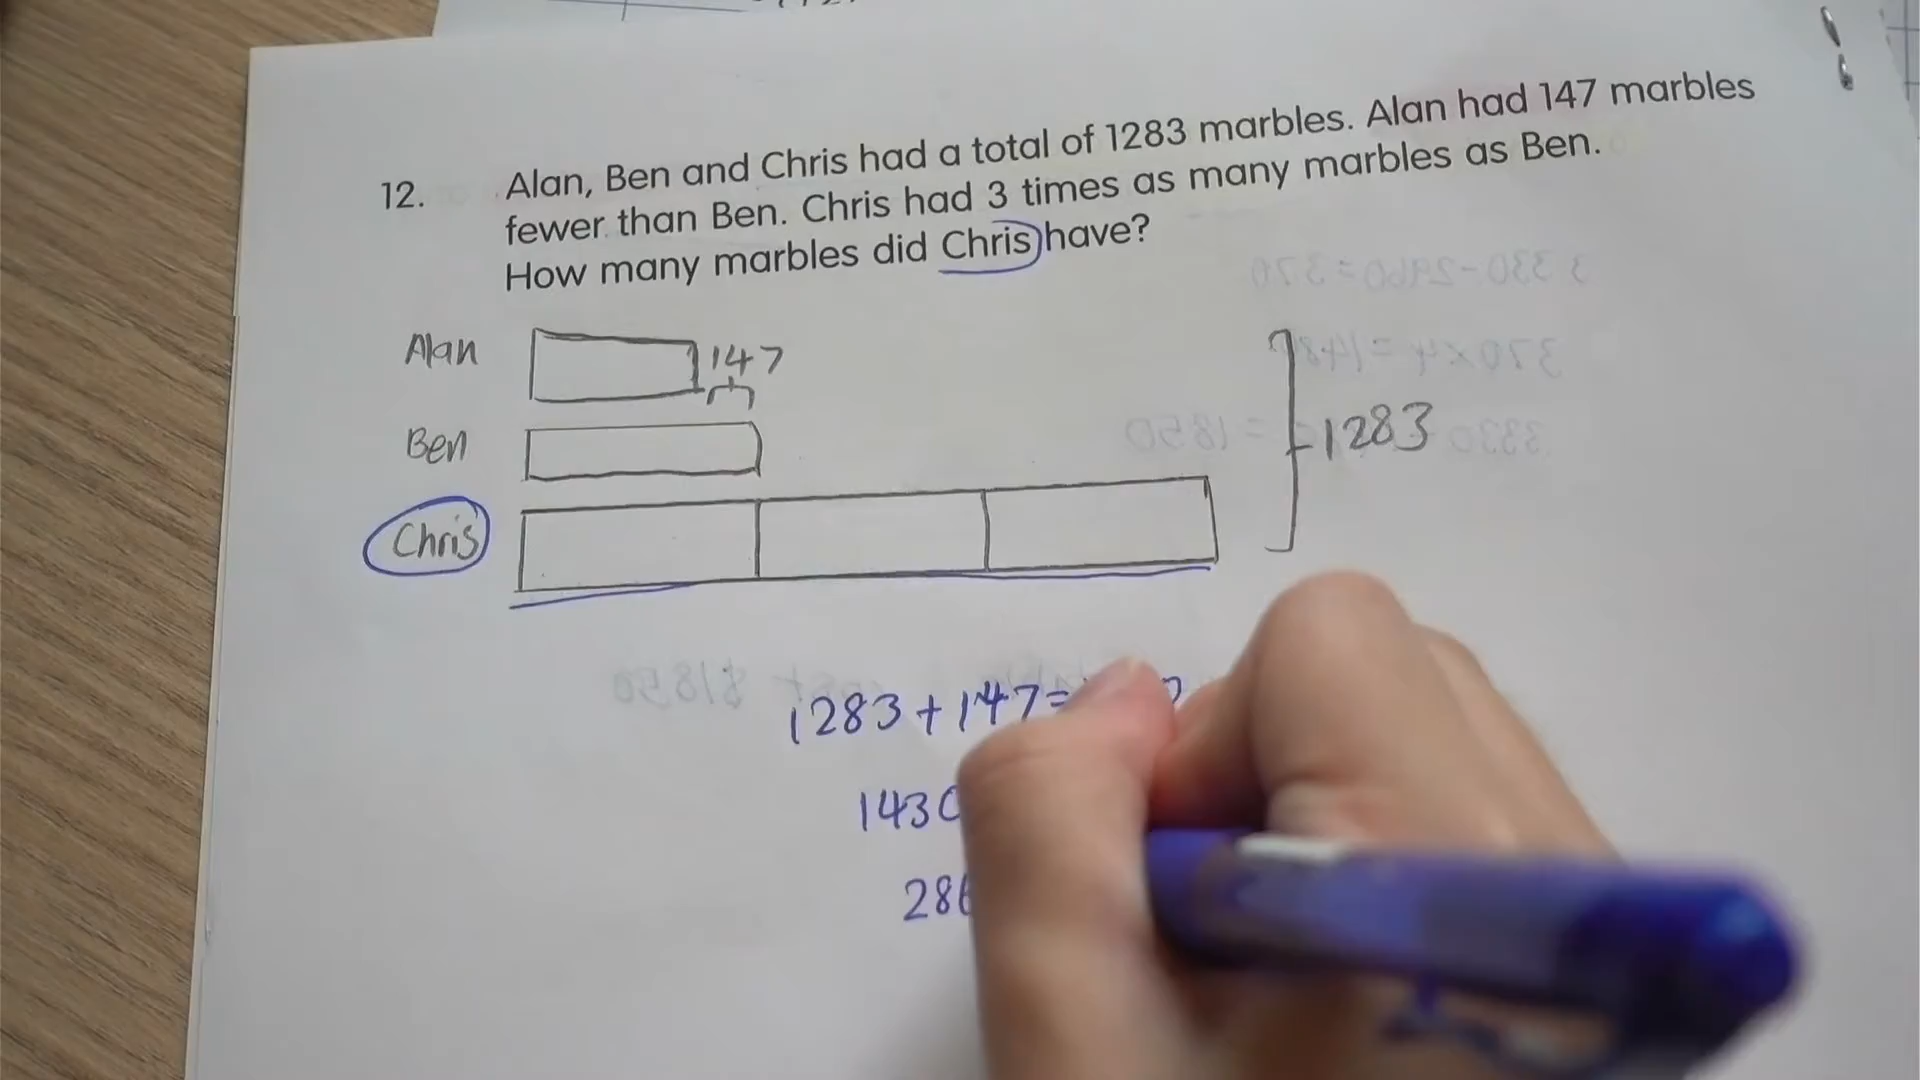 12. Alan, Ben and Chris had a total of 1283 marbles. Alan had 147 marbles
fewer than Ben. Chris had 3 times as many marbles as Ben.
How many marbles did Chris have?
Alan 147
Ben
1283
Chris
1283+147=
1430
286